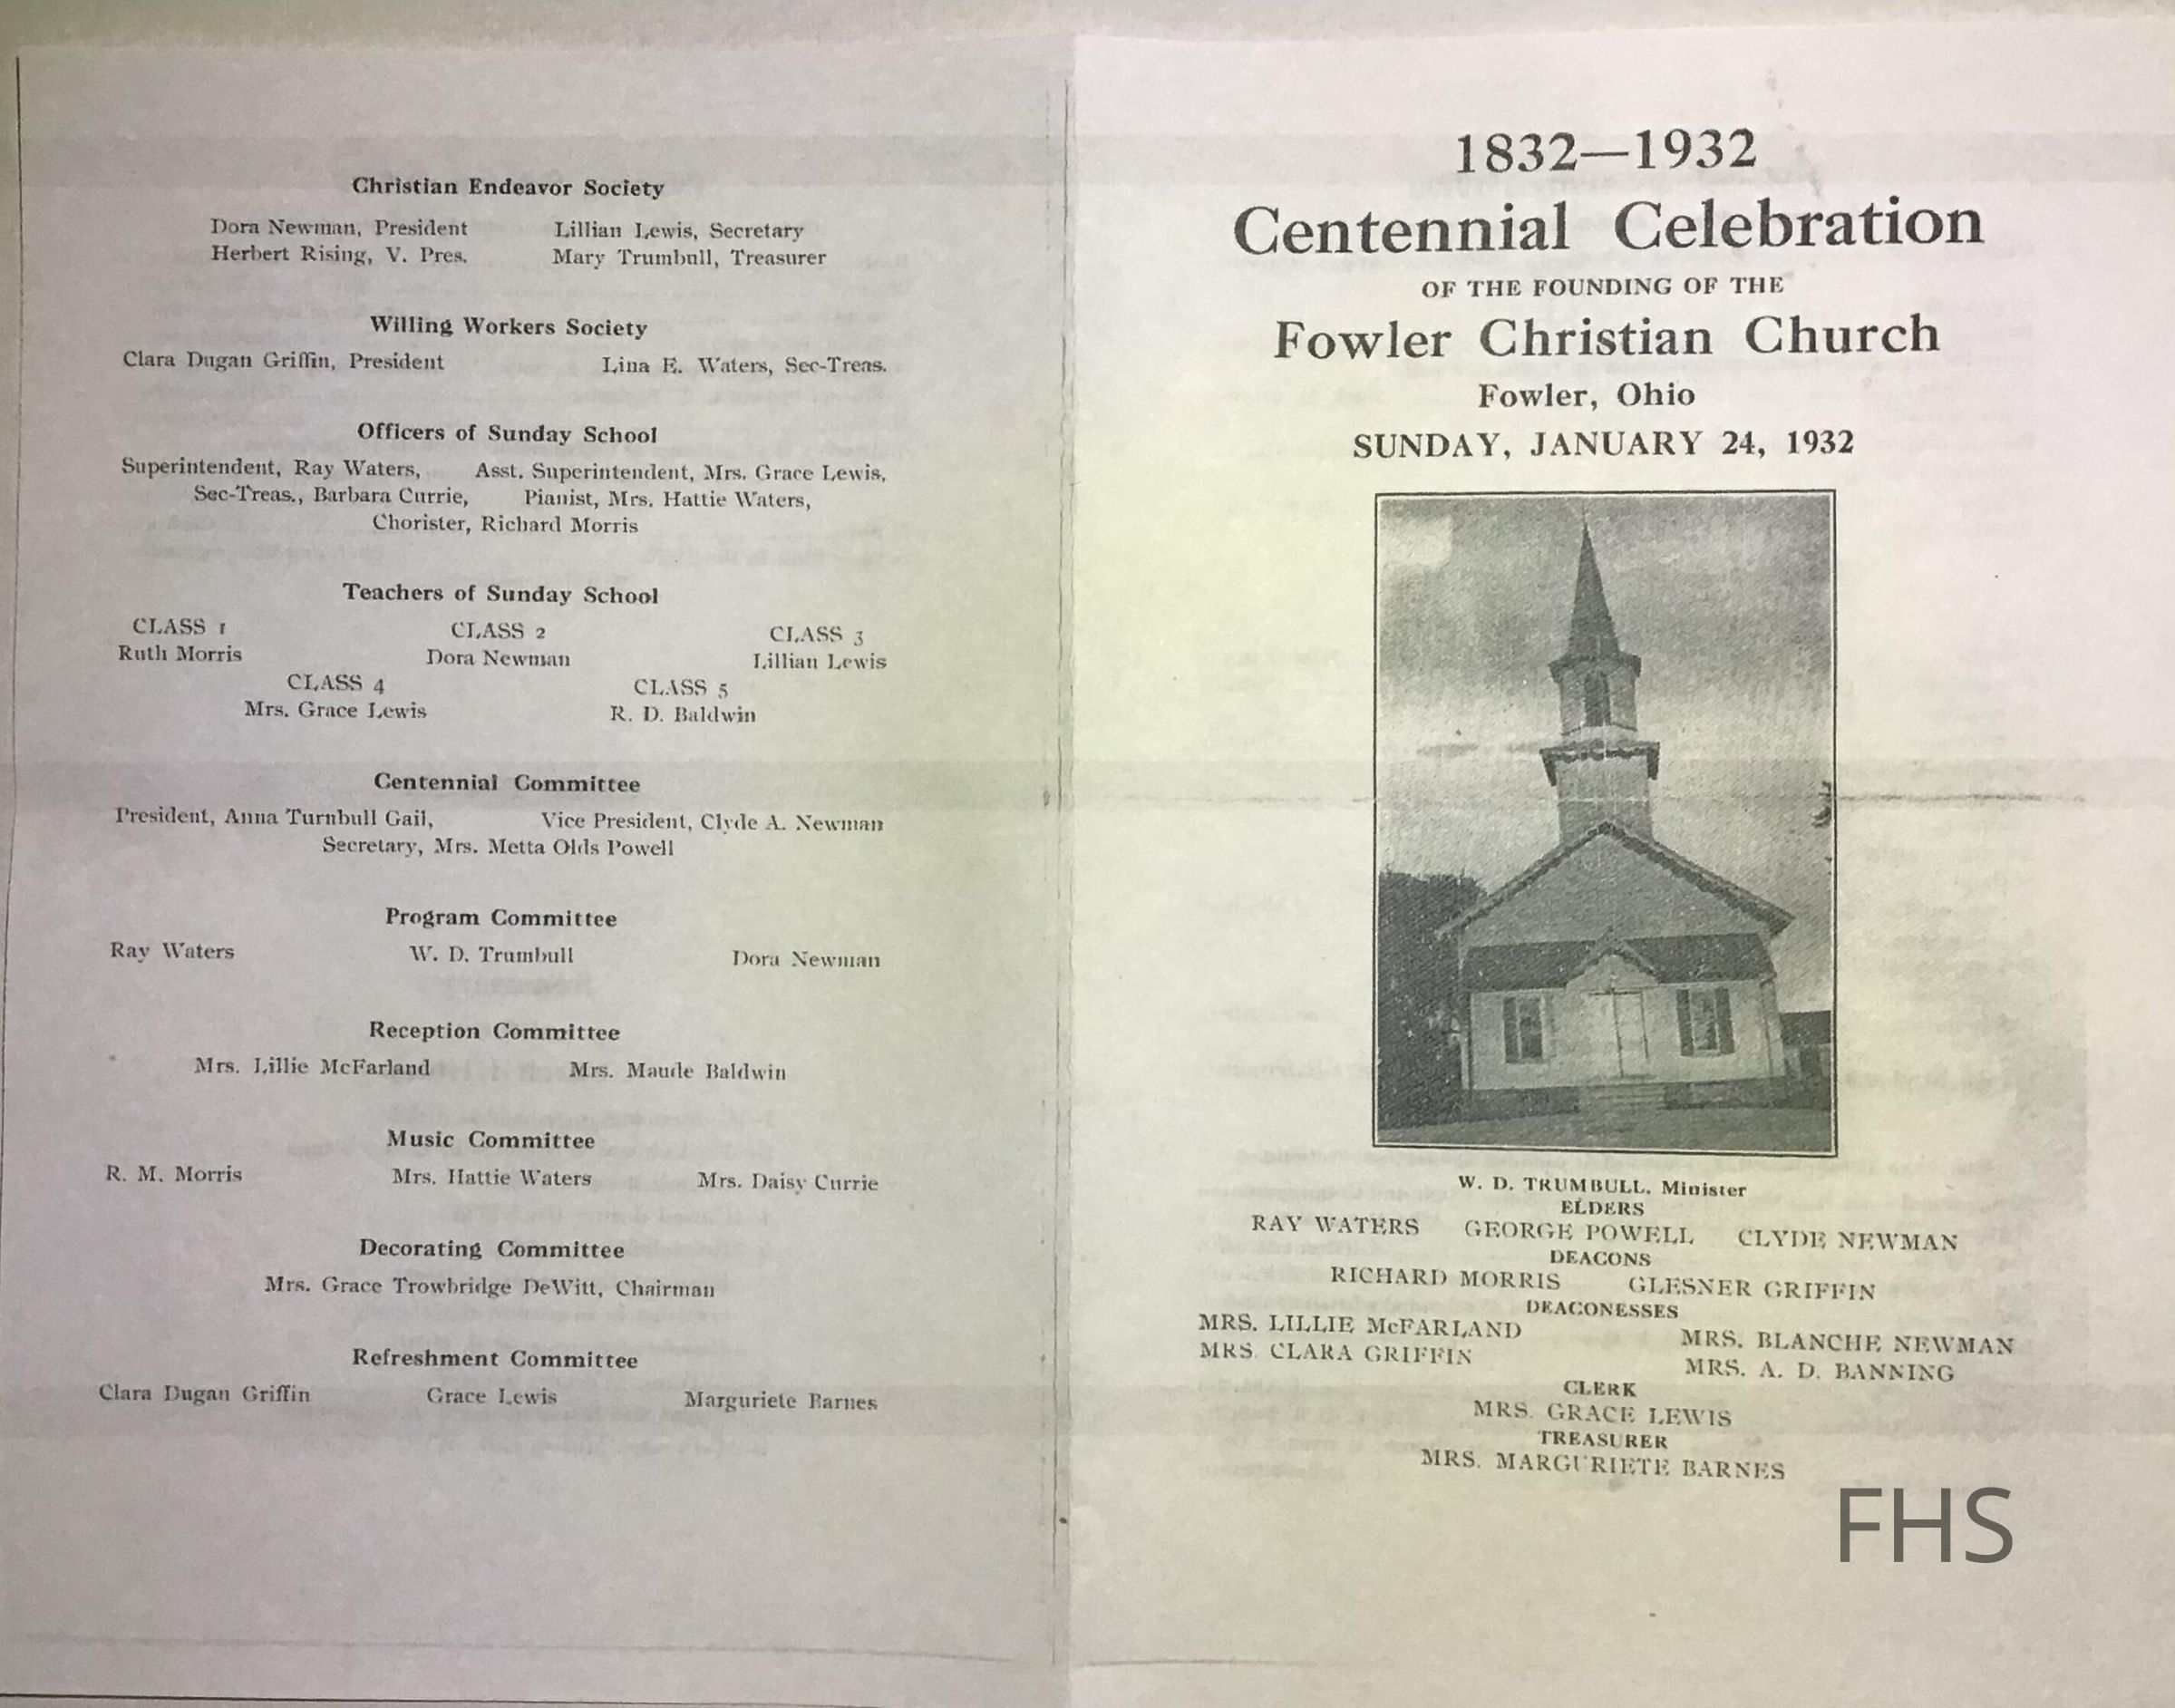 Christian Endeavor Society
Dora Newman, President Lillian Lewis, Secretary
Herbert Rising, V. Pres. Mary Trumbull, Treasurer
Willing Workers Society
Clara Dugan Griffin, President Lina E. Waters, Sec-Treas.
Officers of Sunday School
Superintendent, Ray Waters, Asst. Superintendent, Mrs. Grace Lewis,
Sec-Treas., Barbara Currie, Pianist, Mrs. Hattie Waters,
Chorister, Richard Morris
Teachers of Sunday School
CLASS 1 CLASS 2 CLASS 3
Ruth Morris Dora Newman Lillian Lewis
CLASS 4 CLASS 5
Mrs. Grace Lewis R. D. Baldwin
Centennial Committee
President, Anna Turnbull Gail, Vice President, Clyde A. Newman
Secretary, Mrs. Metta Olds Powell
Program Committee
Ray Waters W. D. Trumbull Dora Newman
Reception Committee
Mrs. Lillie McFarland Mrs. Maude Baldwin
Music Committee
R. M. Morris Mrs. Hattie Waters Mrs. Daisy Currie
Decorating Committee
Mrs. Grace Trowbridge DeWitt, Chairman
Refreshment Committee
Clara Dugan Griffin Grace Lewis Marguriete Barnes
1832—1932
Centennial Celebration
OF THE FOUNDING OF THE
Fowler Christian Church
Fowler, Ohio
SUNDAY, JANUARY 24, 1932
W. D. TRUMBULL, Minister
ELDERS
RAY WATERS GEORGE POWELL CLYDE NEWMAN
DEACONS
RICHARD MORRIS GLESNER GRIFFIN
DEACONESSES
MRS. LILLIE McFARLAND MRS. BLANCHE NEWMAN
MRS. CLARA GRIFFIN MRS. A. D. BANNING
CLERK
MRS. GRACE LEWIS
TREASURER
MRS. MARGURIETE BARNES
FHS